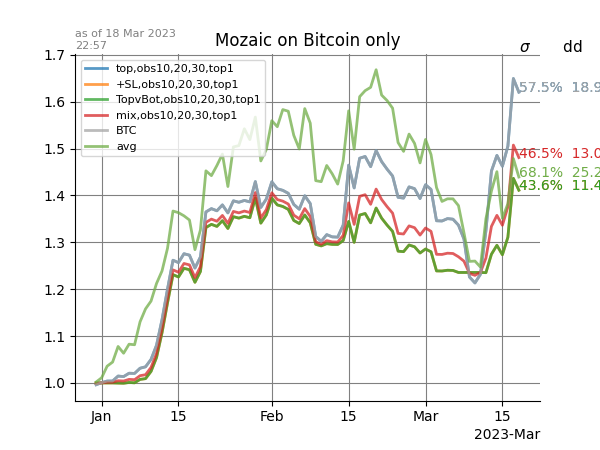 as of 18 Mar 2023
22:57
Mozaic on Bitcoin only
σ dd
1.7
1.6
1.5
1.4
1.3
1.2
1.1
1.0
top,obs10,20,30,top1
+SL,obs10,20,30,top1
TopvBot,obs10,20,30,top1
mix,obs10,20,30,top1
BTC
avg
57.5% 18.9
46.5% 13.0
68.1% 25.2
43.6% 11.4
Jan 15 Feb 15 Mar 15
2023-Mar